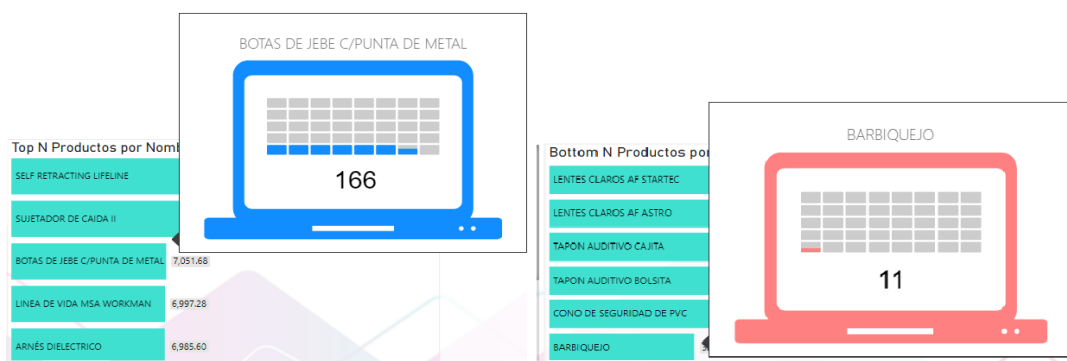 BOTAS DE JEBE C/PUNTA DE METAL
166
Top N Productos por Nom
SELF RETRACTING LIFELINE
SUJETADOR DE CAIDA II
BOTAS DE JEBE C/PUNTA DE METAL 7,051.68
LINEA DE VIDA MSA WORKMAN 6,997.28
ARNÉS DIELECTRICO 6,985.60
BARBIQUEJO
11
Bottom N Productos por
LENTES CLAROS AF STARTEC
LENTES CLAROS AF ASTRO
TAPON AUDITIVO CAJITA
TAPON AUDITIVO BOLSITA
CONO DE SEGURIDAD DE PVC
BARBIQUEJO